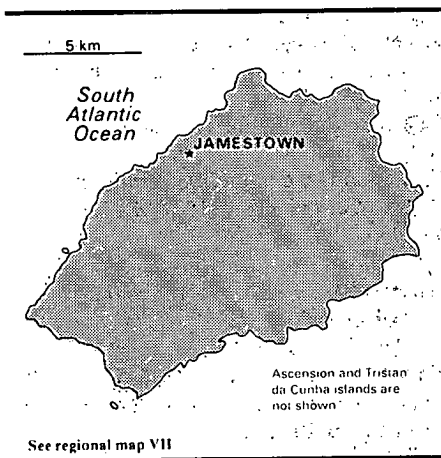 5 km
South
Atlantic
Ocean
JAMESTOWN
Ascension and Tristan
da Cunha islands are
not shown
See regional map VII